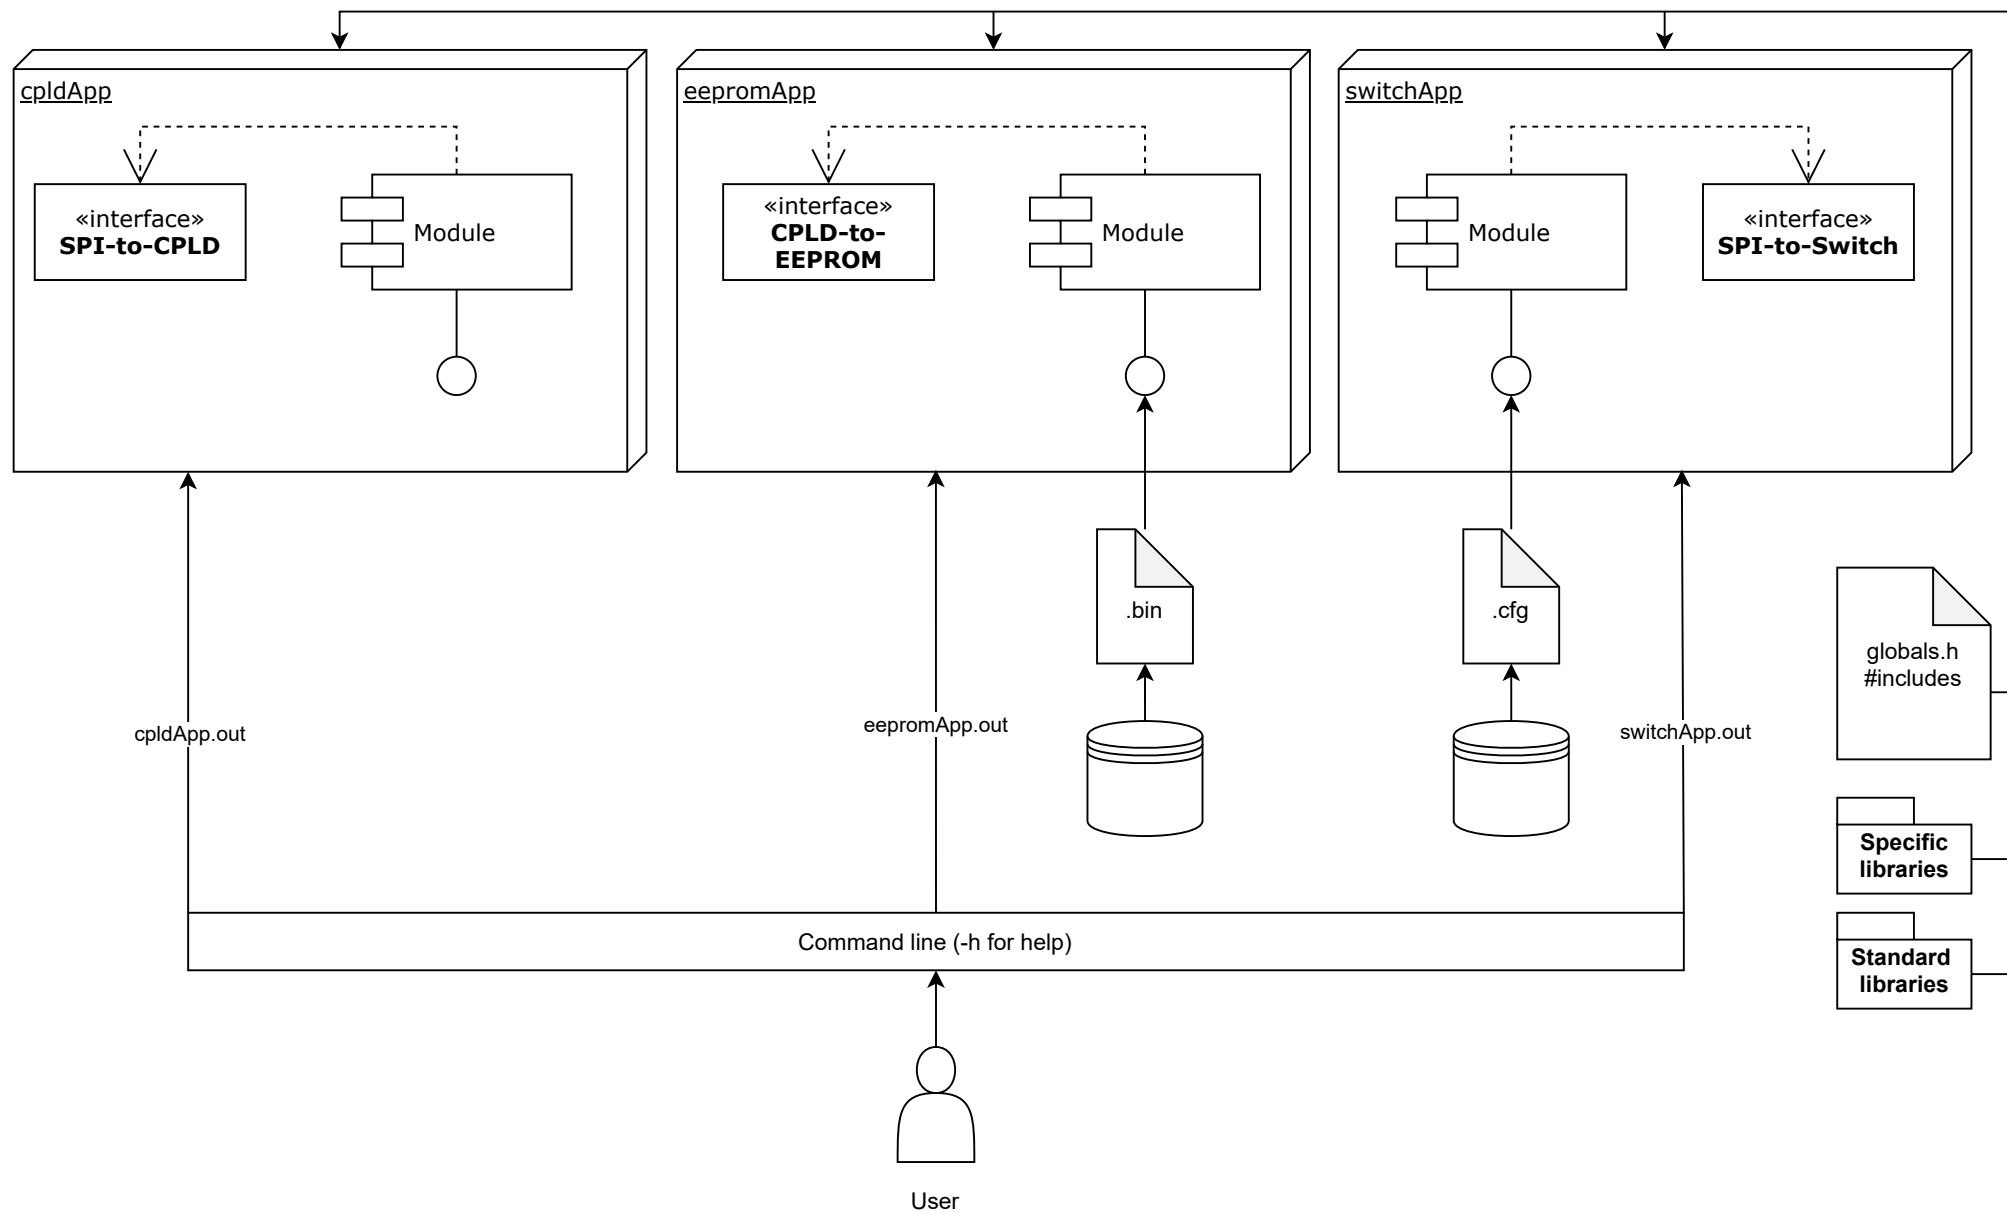 cpldApp
«interface»
SPI-to-CPLD
Module
eepromApp
«interface»
CPLD-to-
EEPROM
Module
switchApp
Module
«interface»
SPI-to-Switch
.bin
.cfg
globals.h
#includes
cpldApp.out
eepromApp.out
switchApp.out
Specific
libraries
Standard
libraries
Command line (-h for help)
User